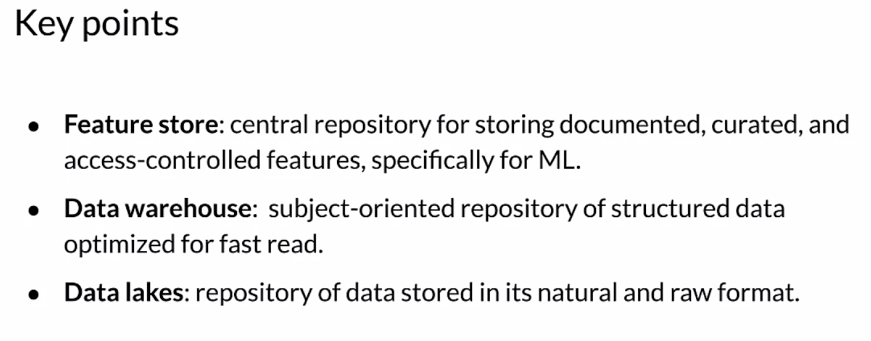 Key points
● Feature store: central repository for storing documented, curated, and
access-controlled features, specifically for ML.
● Data warehouse: subject-oriented repository of structured data
optimized for fast read.
● Data lakes: repository of data stored in its natural and raw format.